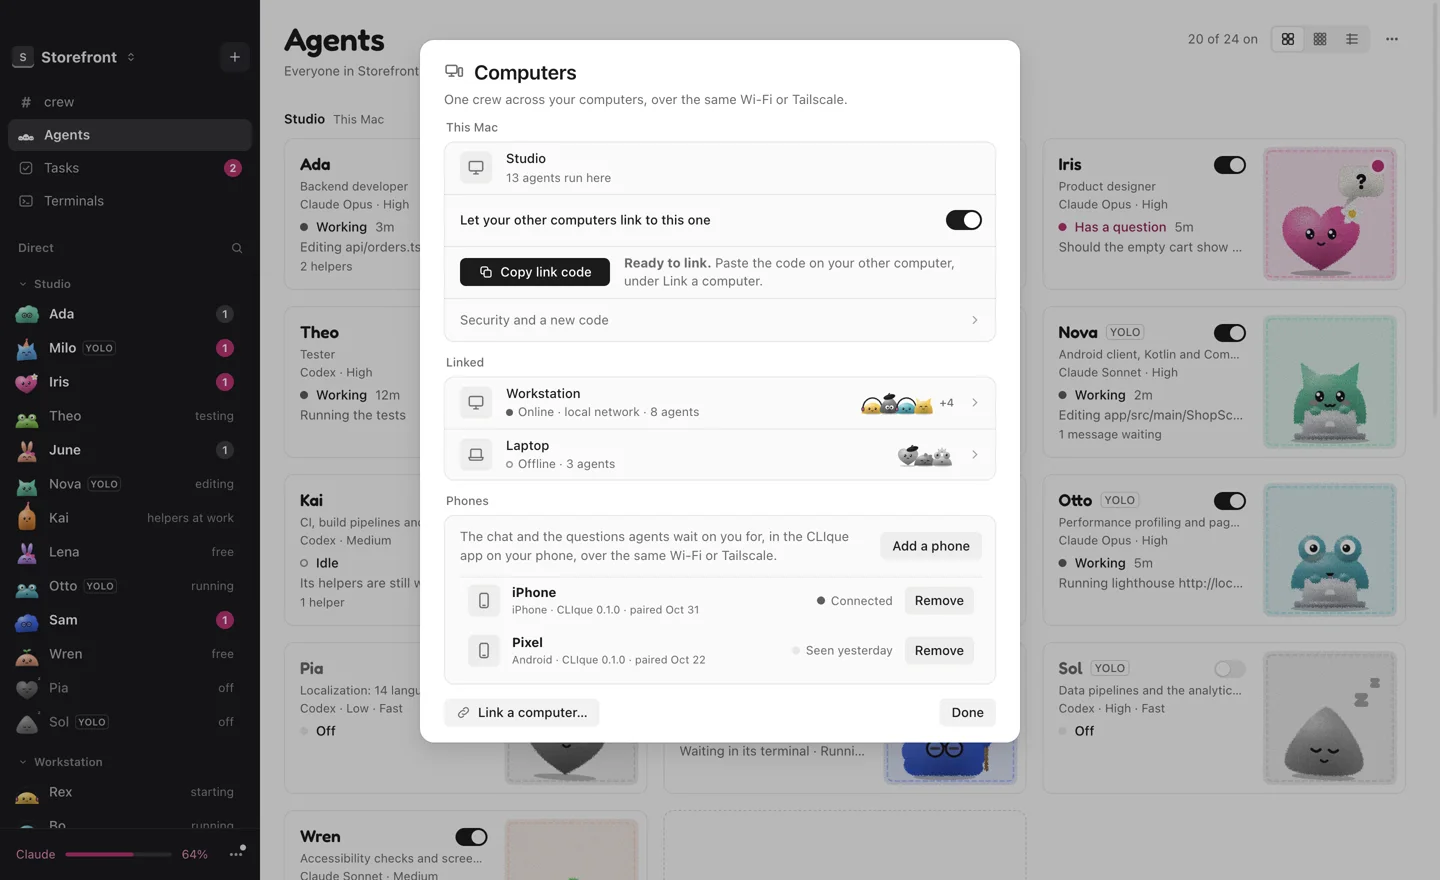 S Storefront
# crew
Agents
Tasks 2
Terminals
Direct
Studio
Ada 1
Milo YOLO 1
Iris 1
Theo testing
June 1
Nova YOLO editing
Kai helpers at work
Lena free
Otto YOLO running
Sam 1
Wren free
Pia off
Sol YOLO off
Workstation
Rex starting
Bo running
Claude 64%
Agents
Everyone in Storefront
20 of 24 on
Studio This Mac
Ada
Backend developer
Claude Opus · High
Working 3m
Editing api/orders.ts
2 helpers
Theo
Tester
Codex · High
Working 12m
Running the tests
Kai
CI, build pipelines and
Codex · Medium
Idle
Its helpers are still w
1 helper
Pia
Localization: 14 langu
Codex · Low · Fast
Off
Wren
Accessibility checks and scree...
Claude Sonnet · Medium
Waiting in its terminal · Runni...
Computers
One crew across your computers, over the same Wi-Fi or Tailscale.
This Mac
Studio
13 agents run here
Let your other computers link to this one
Copy link code
Ready to link. Paste the code on your other computer,
under Link a computer.
Security and a new code
Linked
Workstation
Online · local network · 8 agents
+4
Laptop
Offline · 3 agents
Phones
The chat and the questions agents wait on you for, in the CLIque
app on your phone, over the same Wi-Fi or Tailscale.
Add a phone
iPhone
iPhone · CLIque 0.1.0 · paired Oct 31
Connected
Remove
Pixel
Android · CLIque 0.1.0 · paired Oct 22
Seen yesterday
Remove
Link a computer...
Done
Iris
Product designer
Claude Opus · High
Has a question 5m
Should the empty cart show ...
?
Nova YOLO
Android client, Kotlin and Com...
Claude Sonnet · High
Working 2m
Editing app/src/main/ShopSc...
1 message waiting
Otto YOLO
Performance profiling and pag...
Claude Opus · High
Working 5m
Running lighthouse http://loc...
Sol YOLO
Data pipelines and the analytic...
Codex · High · Fast
Off